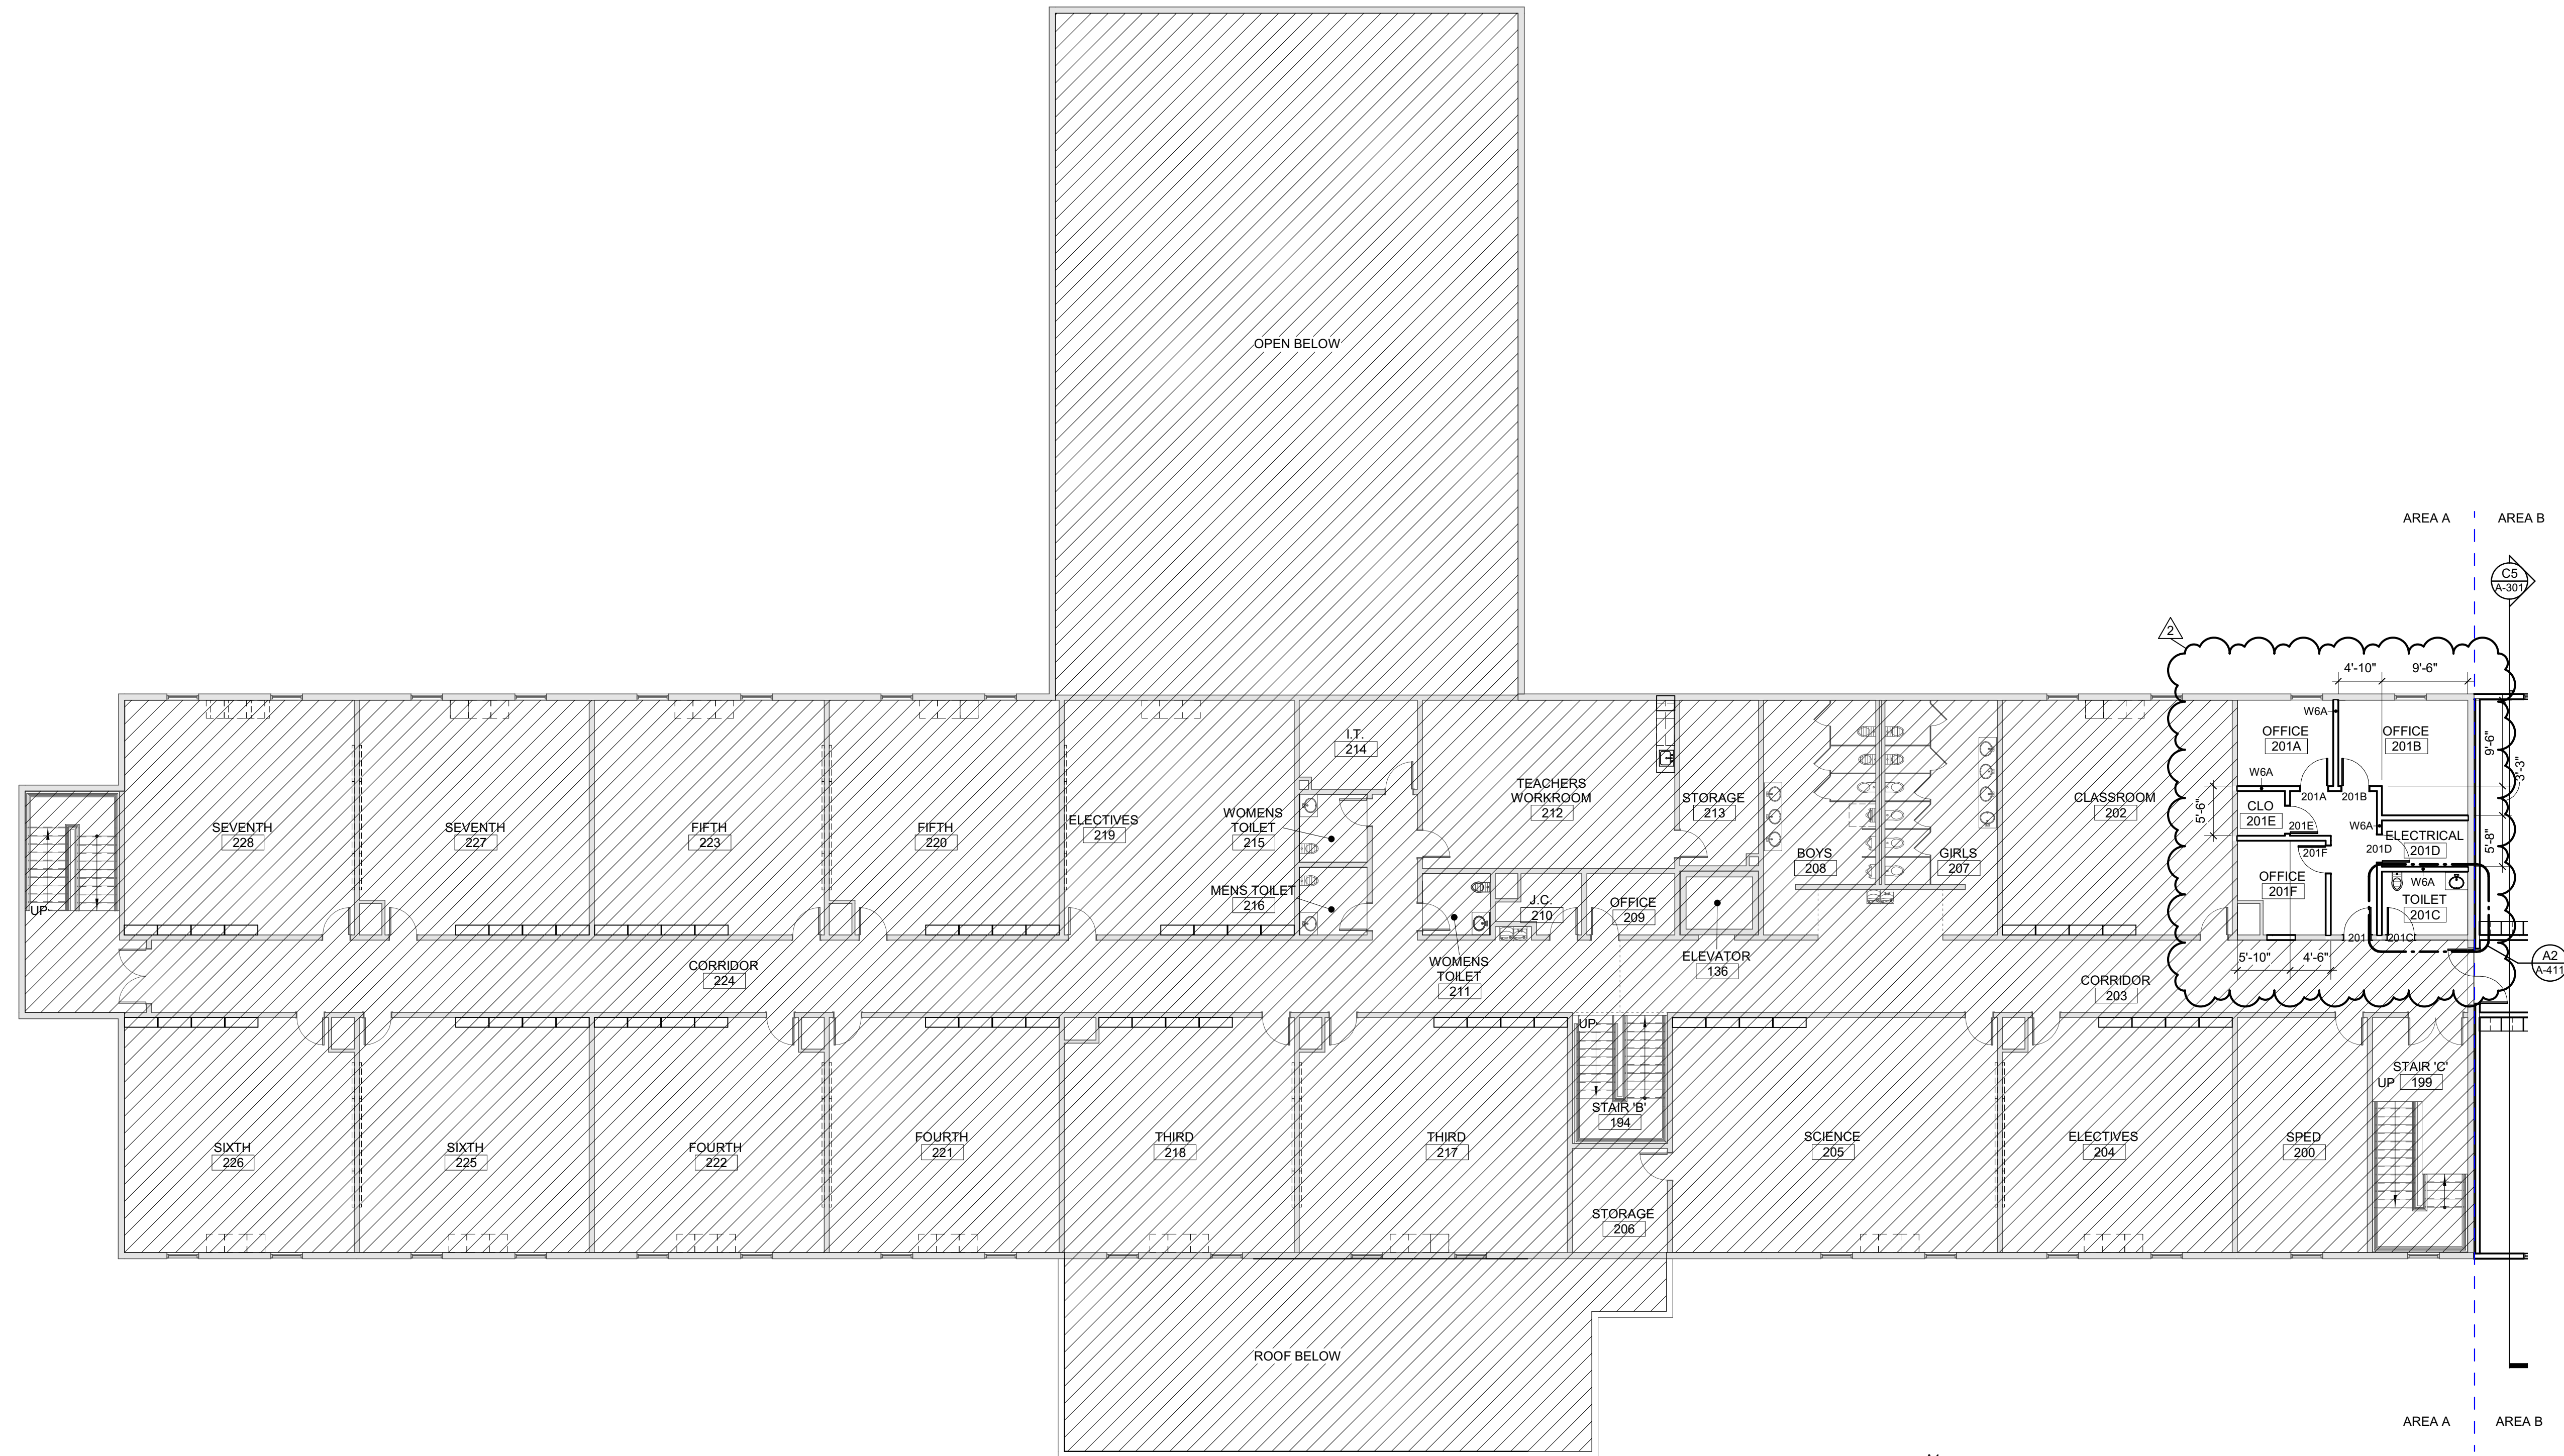 OPEN BELOW
AREA A
AREA B
C5
A-301
2
4'-10"
9'-6"
W6A
OFFICE
201A
OFFICE
201B
9'-6"
3'-3"
I.T.
214
W6A
201A
201B
TEACHERS
WORKROOM
212
STORAGE
213
CLASSROOM
202
CLO
201E
5'-6"
201E
W6A
SEVENTH
228
SEVENTH
227
FIFTH
223
FIFTH
220
ELECTIVES
219
WOMENS
TOILET
215
ELECTRICAL
201D
5'-8"
201D
201F
BOYS
208
GIRLS
207
MENS TOILET
216
OFFICE
201F
W6A
TOILET
201C
J.C.
210
OFFICE
209
UP
201
201C
CORRIDOR
224
WOMENS
TOILET
211
ELEVATOR
136
5'-10"
4'-6"
A2
A-411
CORRIDOR
203
UP
STAIR 'C'
199
UP
STAIR 'B'
194
SIXTH
226
SIXTH
225
FOURTH
222
FOURTH
221
THIRD
218
THIRD
217
SCIENCE
205
ELECTIVES
204
SPED
200
STORAGE
206
ROOF BELOW
AREA A
AREA B